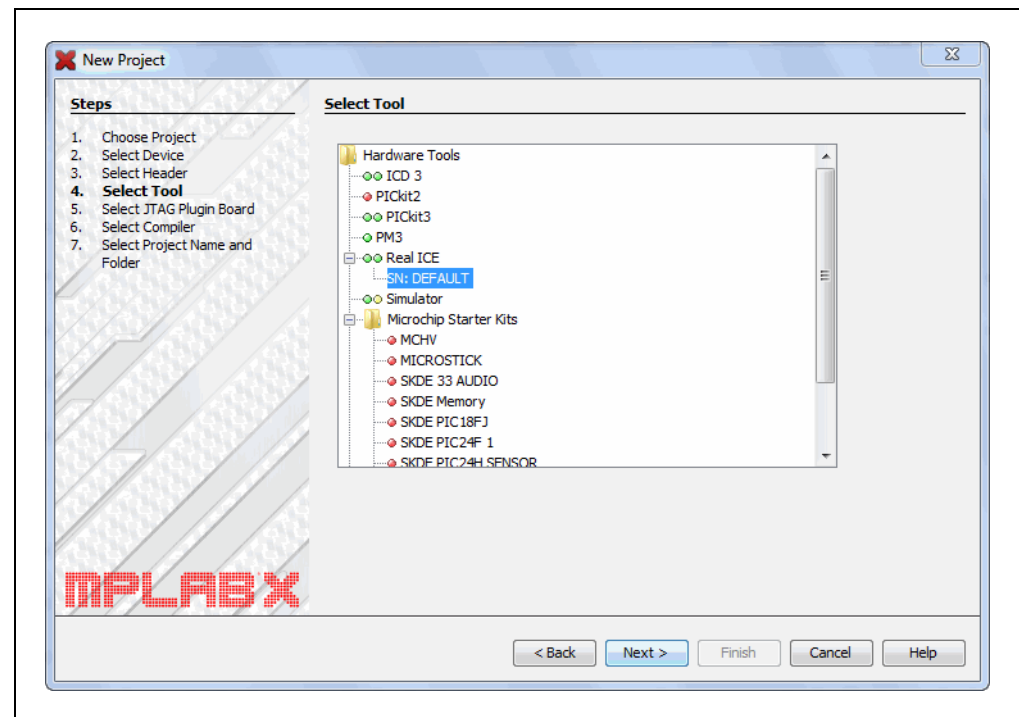 New Project
Steps
1. Choose Project
2. Select Device
3. Select Header
4. Select Tool
5. Select JTAG Plugin Board
6. Select Compiler
7. Select Project Name and
Folder
Select Tool
Hardware Tools
ICD 3
PICkit2
PICkit3
PM3
Real ICE
SN: DEFAULT
Simulator
Microchip Starter Kits
MCHV
MICROSTICK
SKDE 33 AUDIO
SKDE Memory
SKDE PIC18FJ
SKDE PIC24F 1
SKDE PIC24H SENSOR
MPLAB X
< Back Next > Finish Cancel Help